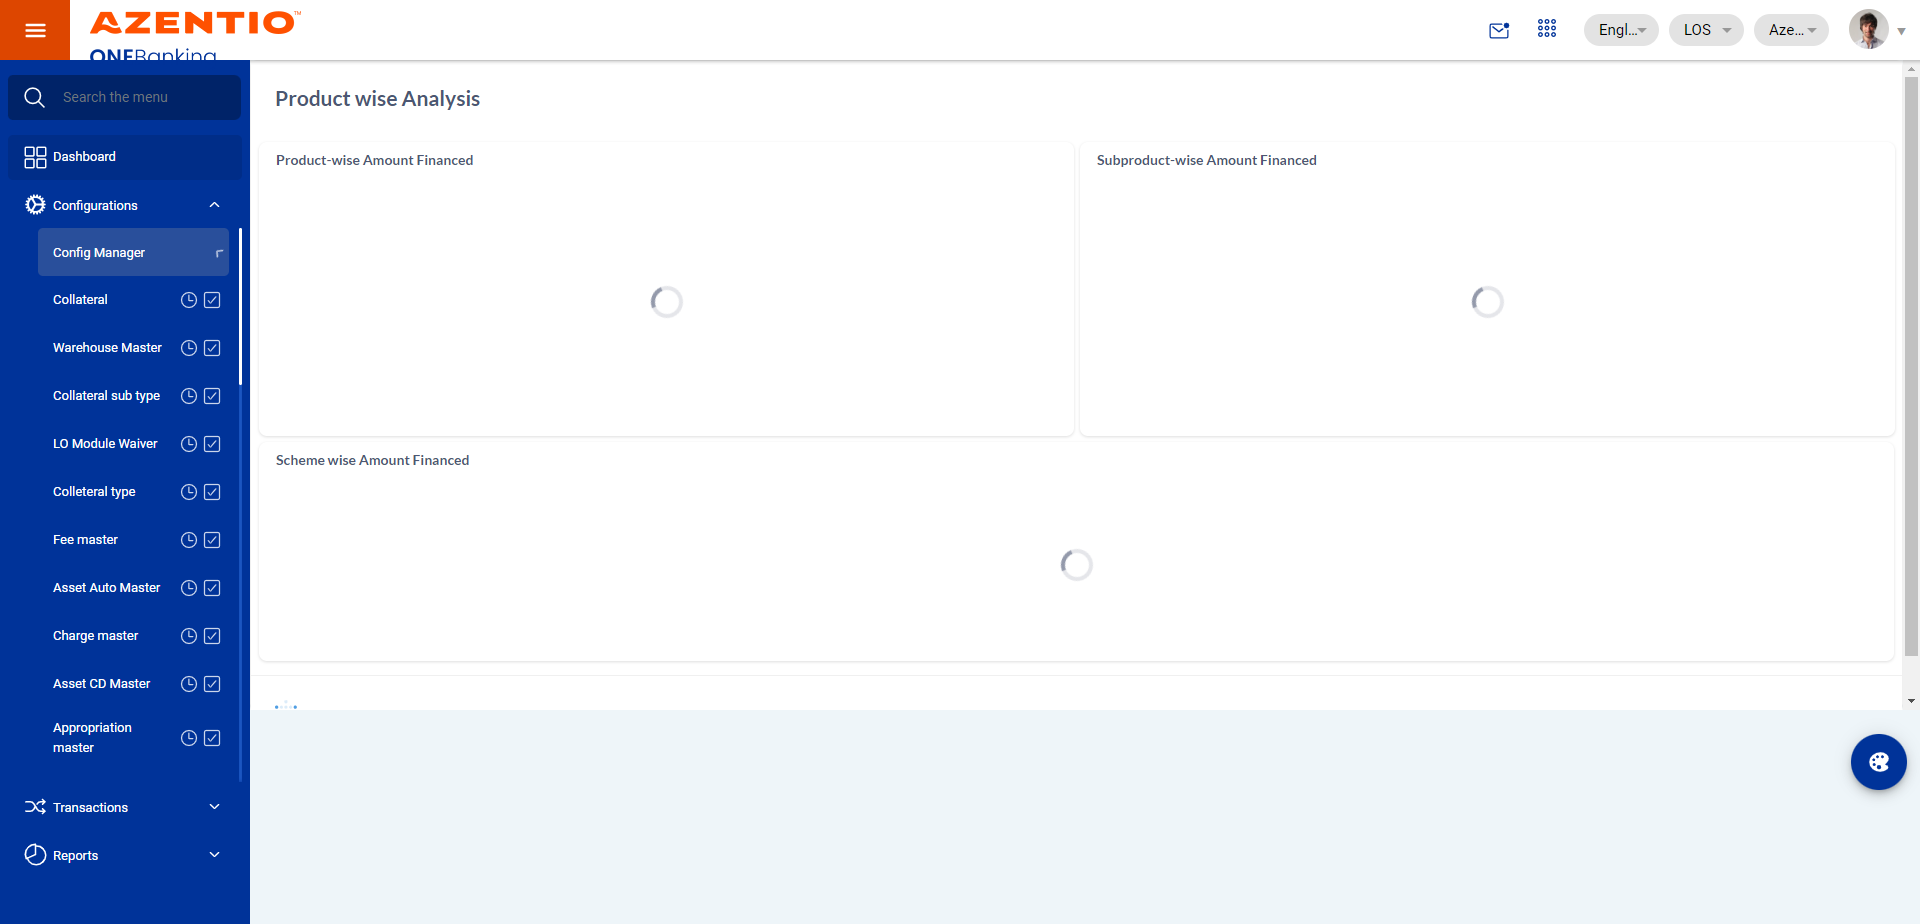 AZENTIO™
ONEBanking
Engl...
LOS
Aze...
Search the menu
Dashboard
Configurations
Config Manager
Collateral
Warehouse Master
Collateral sub type
LO Module Waiver
Colleteral type
Fee master
Asset Auto Master
Charge master
Asset CD Master
Appropriation
master
Transactions
Reports
Product wise Analysis
Product-wise Amount Financed
Subproduct-wise Amount Financed
Scheme wise Amount Financed